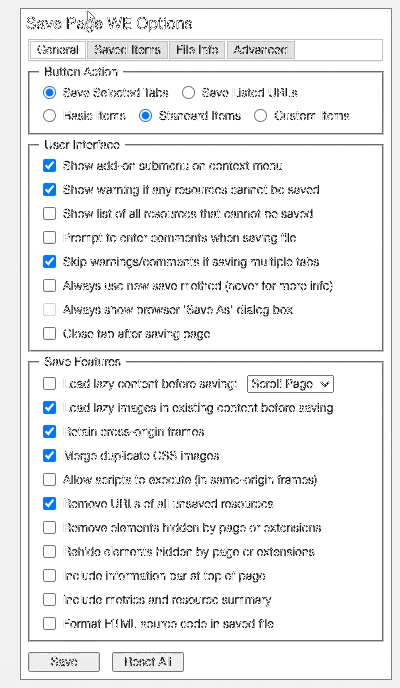 Save Page WE Options
General Saved Items File Info Advanced
Button Action
Save Selected Tabs Save Listed URLs
Basic Items Standard Items Custom Items
User Interface
Show add-on submenu on context menu
Show warning if any resources cannot be saved
Show list of all resources that cannot be saved
Prompt to enter comments when saving file
Skip warnings/comments if saving multiple tabs
Always use new save method (hover for more info)
Always show browser 'Save As' dialog box
Close tab after saving page
Save Features
Load lazy content before saving: Scroll Page
Load lazy images in existing content before saving
Retain cross-origin frames
Merge duplicate CSS images
Allow scripts to execute (in same-origin frames)
Remove URLs of all unsaved resources
Remove elements hidden by page or extensions
Rehide elements hidden by page or extensions
Include information bar at top of page
Include metrics and resource summary
Format HTML source code in saved file
Save Reset All